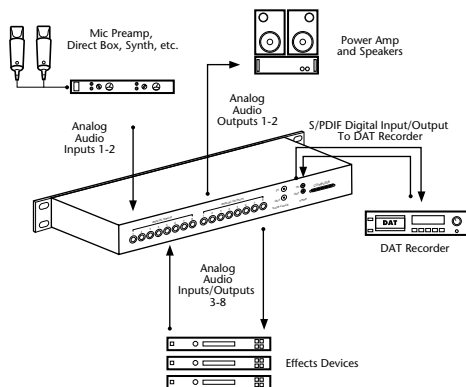 Mic Preamp,
Direct Box, Synth, etc.
Power Amp
and Speakers
Analog
Audio
Outputs 1-2
S/PDIF Digital Input/Output
To DAT Recorder
Analog
Audio
Inputs 1-2
DAT
DAT Recorder
Analog
Audio
Inputs/Outputs
3-8
Effects Devices